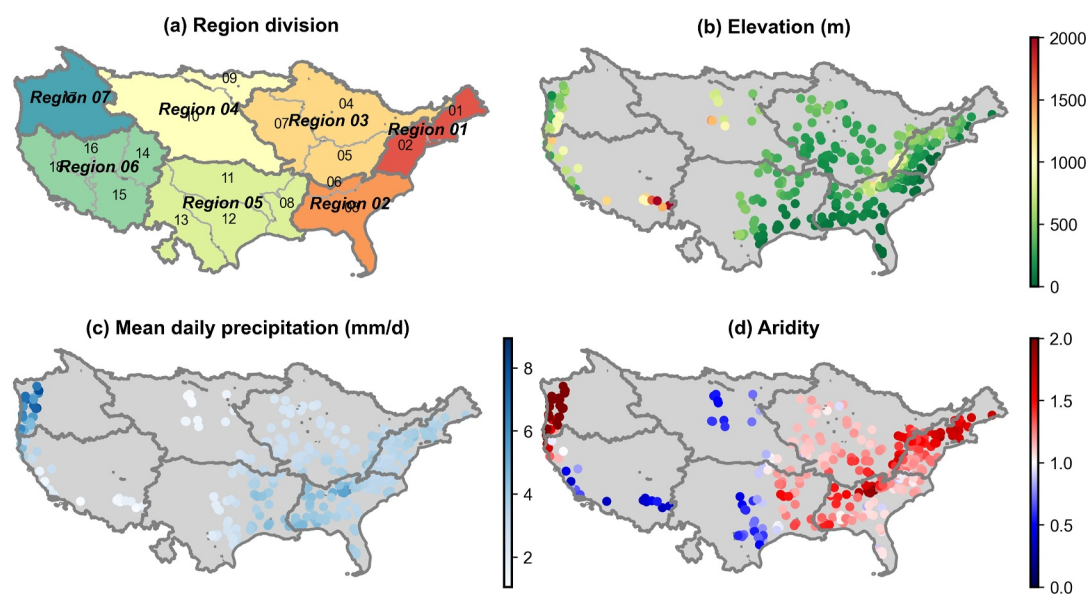 (a) Region division
(b) Elevation (m)
09
01
04
07
02
05
16
14
18
15
11
06
08
13
12
Region 07
Region 04
Region 03
Region 01
Region 06
Region 05
Region 02
2000
1500
1000
500
0
(c) Mean daily precipitation (mm/d)
(d) Aridity
8
6
4
2
2.0
1.5
1.0
0.5
0.0